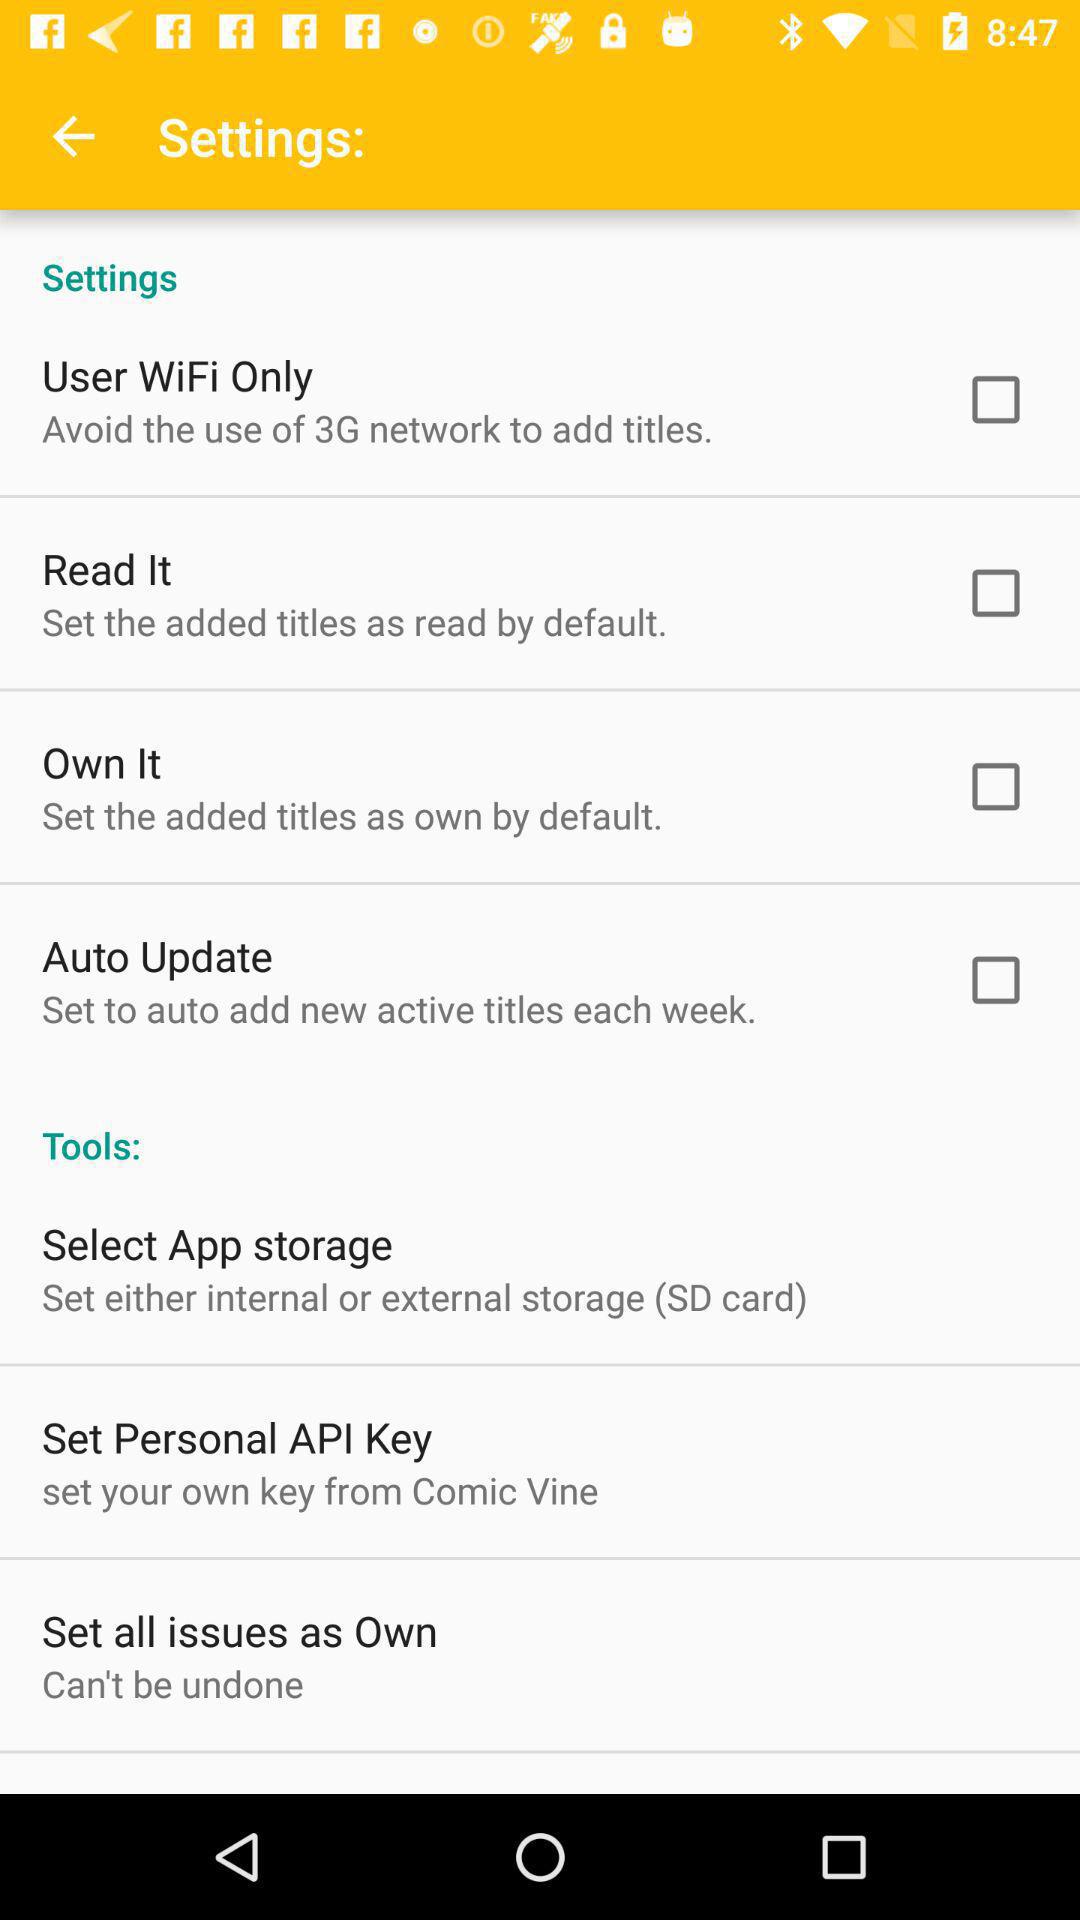 FAKE
8:47
Settings:
Settings
User WiFi Only
Avoid the use of 3G network to add titles.
Read It
Set the added titles as read by default.
Own It
Set the added titles as own by default.
Auto Update
Set to auto add new active titles each week.
Tools:
Select App storage
Set either internal or external storage (SD card)
Set Personal API Key
set your own key from Comic Vine
Set all issues as Own
Can't be undone